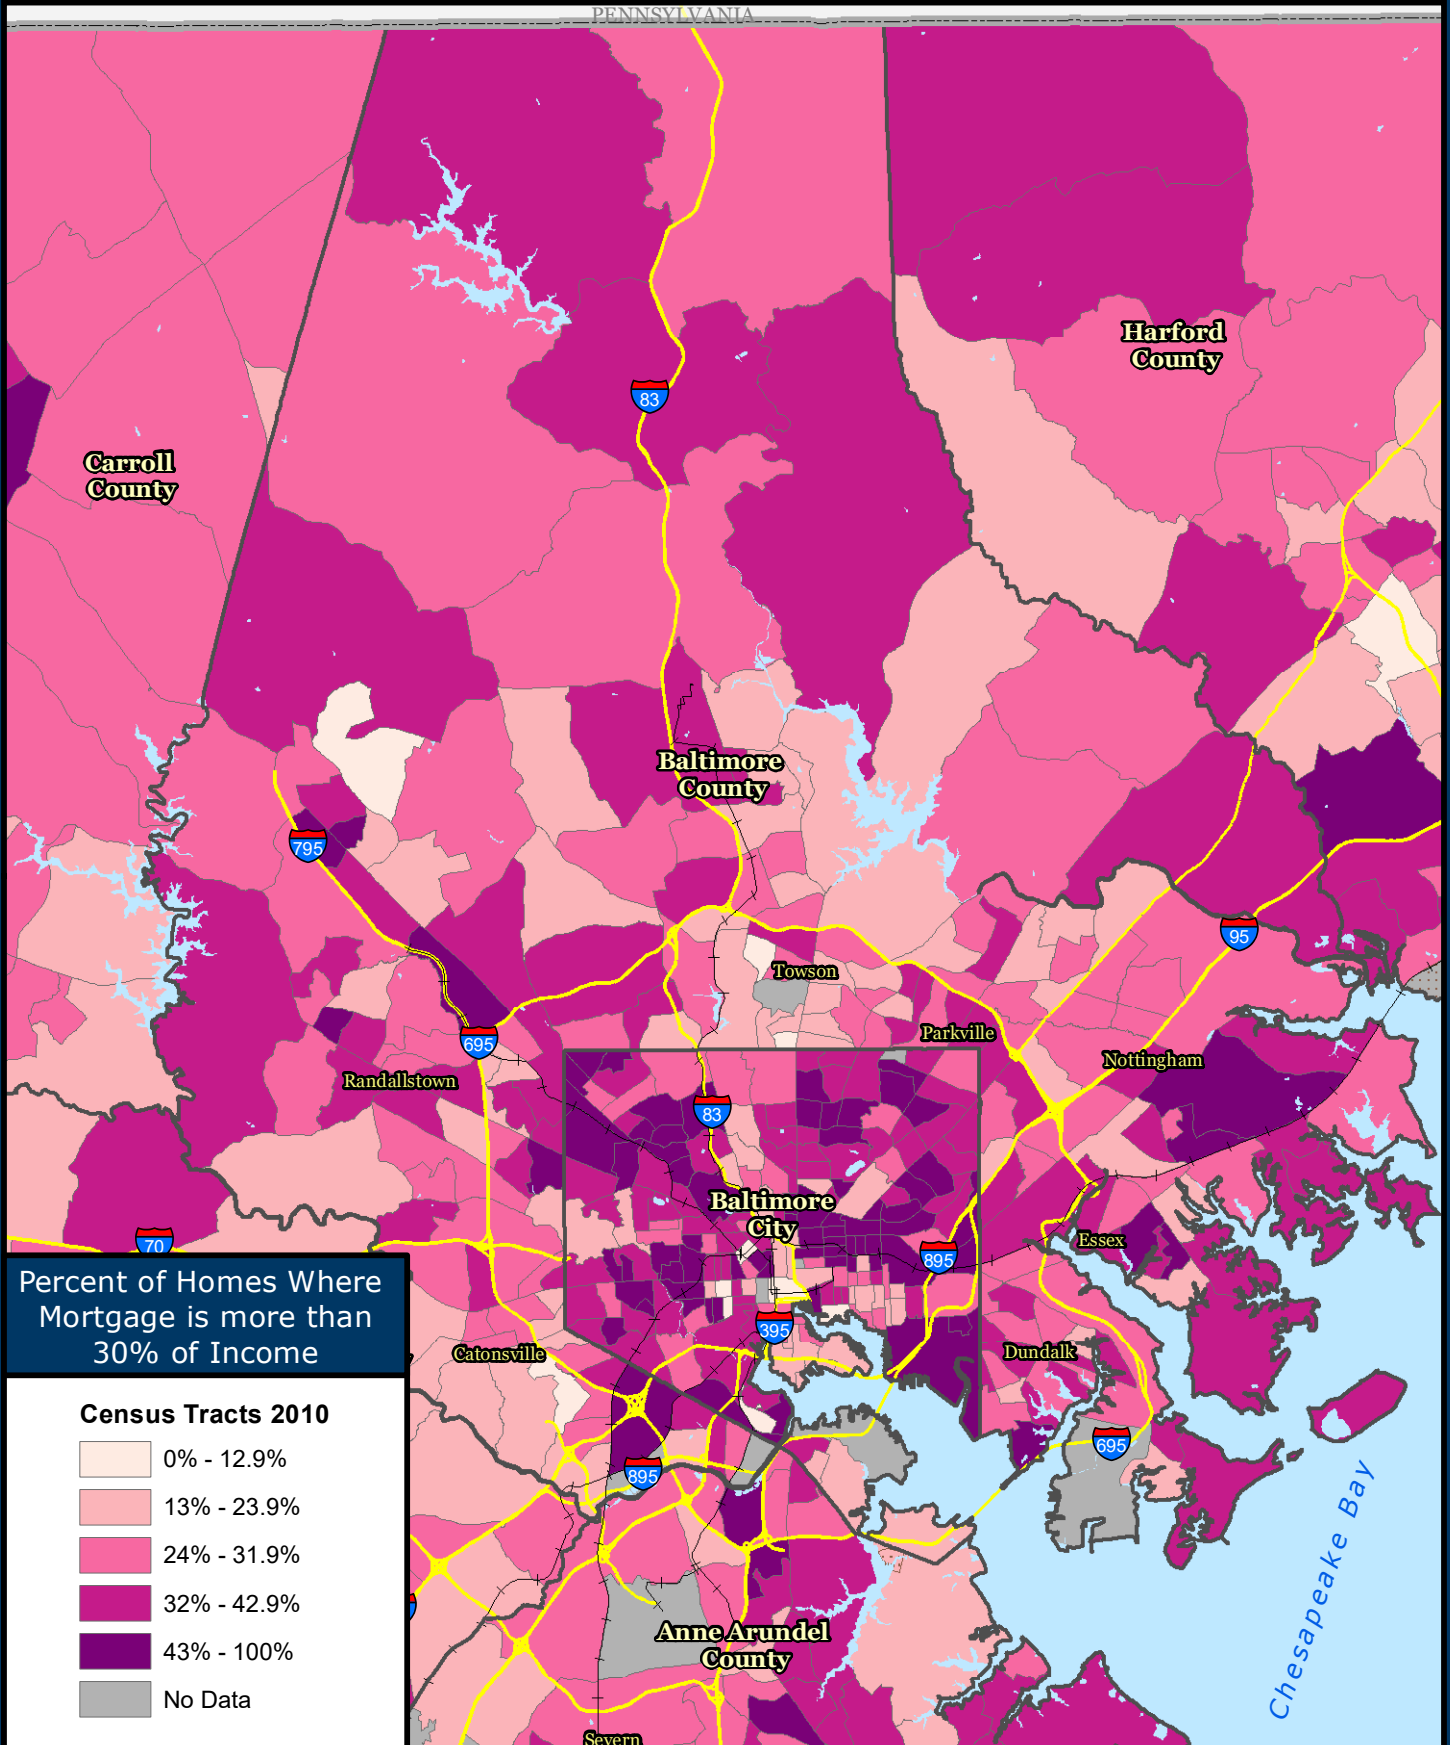 PENNSYLVANIA
Harford
County
83
Carroll
County
Baltimore
County
795
95
Towson
695
Parkville
Nottingham
Randallstown
83
Baltimore
City
70
Essex
895
395
Dundalk
Catonsville
695
895
Anne Arundel
County
Severn
Chesapeake Bay
Percent of Homes Where
Mortgage is more than
30% of Income
Census Tracts 2010
0% - 12.9%
13% - 23.9%
24% - 31.9%
32% - 42.9%
43% - 100%
No Data